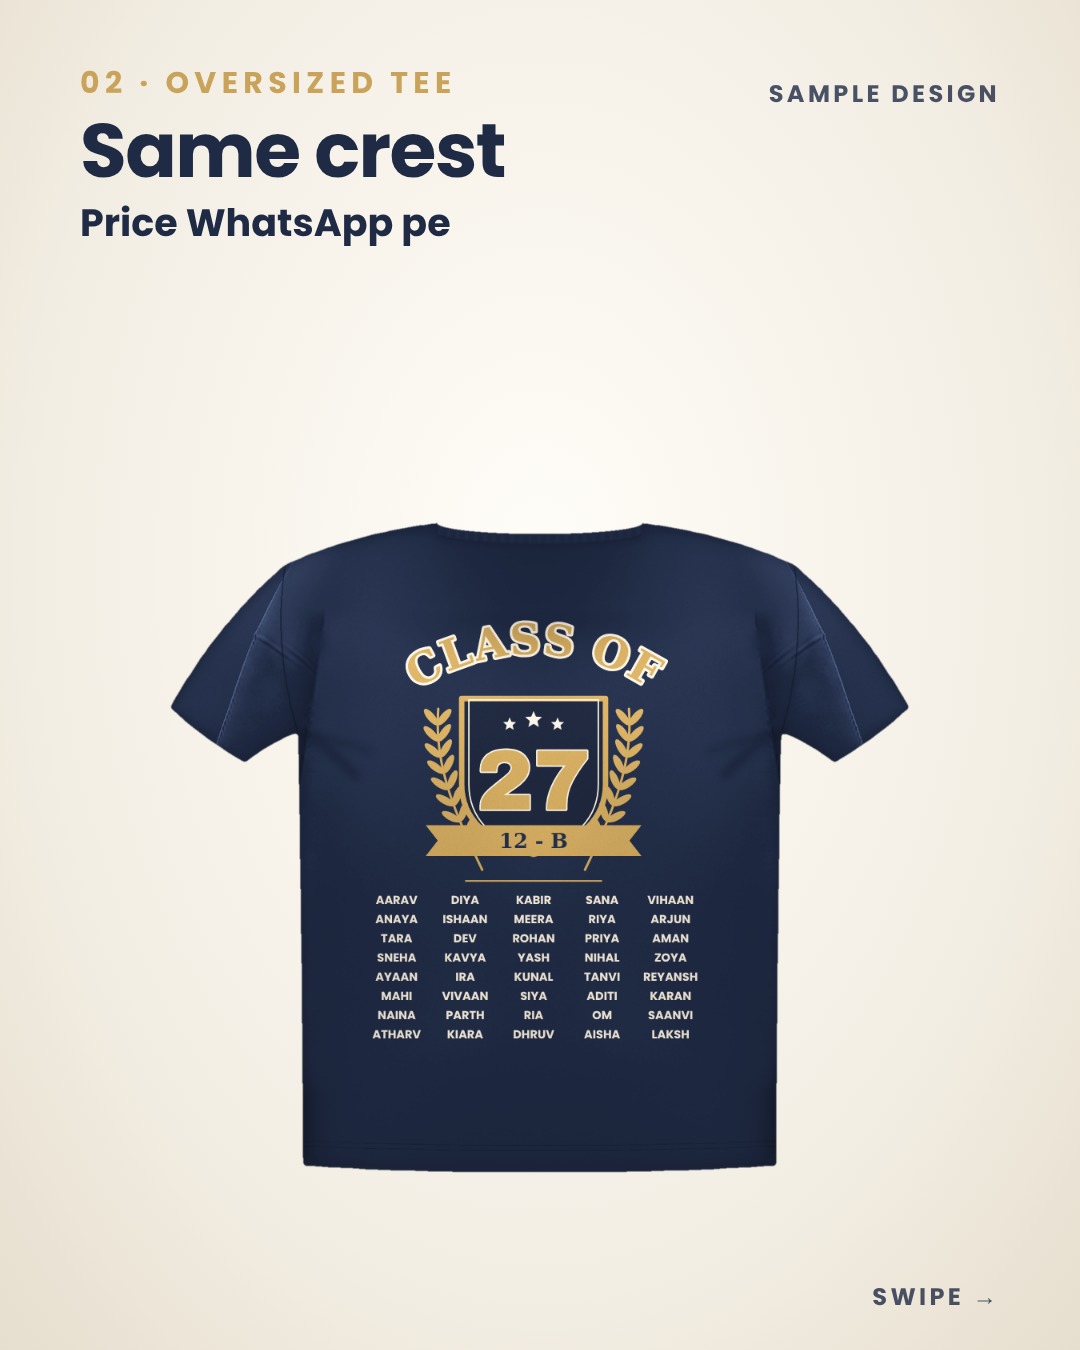 02 · OVERSIZED TEE
SAMPLE DESIGN
Same crest
Price WhatsApp pe
CLASS OF
27
12 - B
AARAV DIYA KABIR SANA VIHAAN
ANAYA ISHAAN MEERA RIYA ARJUN
TARA DEV ROHAN PRIYA AMAN
SNEHA KAVYA YASH NIHAL ZOYA
AYAAN IRA KUNAL TANVI REYANSH
MAHI VIVAAN SIYA ADITI KARAN
NAINA PARTH RIA OM SAANVI
ATHARV KIARA DHRUV AISHA LAKSH
SWIPE →